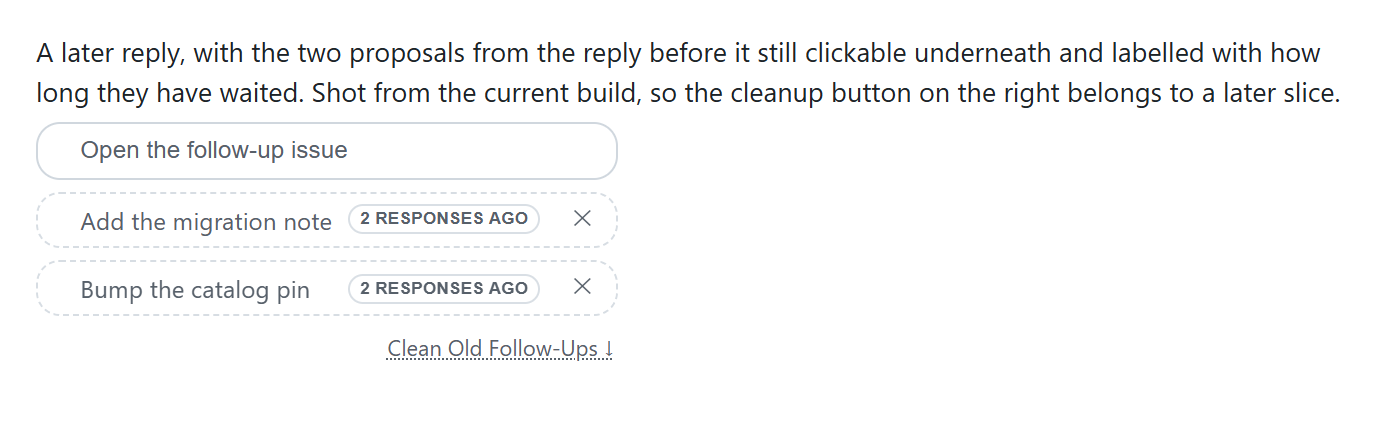 A later reply, with the two proposals from the reply before it still clickable underneath and labelled with how
long they have waited. Shot from the current build, so the cleanup button on the right belongs to a later slice.
Open the follow-up issue
Add the migration note 2 RESPONSES AGO ×
Bump the catalog pin 2 RESPONSES AGO ×
Clean Old Follow-Ups ↓